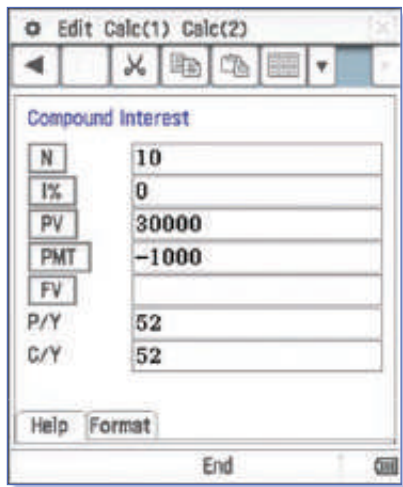 Edit Calc(1) Calc(2)
Compound Interest
N 10
I% 0
PV 30000
PMT -1000
FV
P/Y 52
C/Y 52
Help Format
End